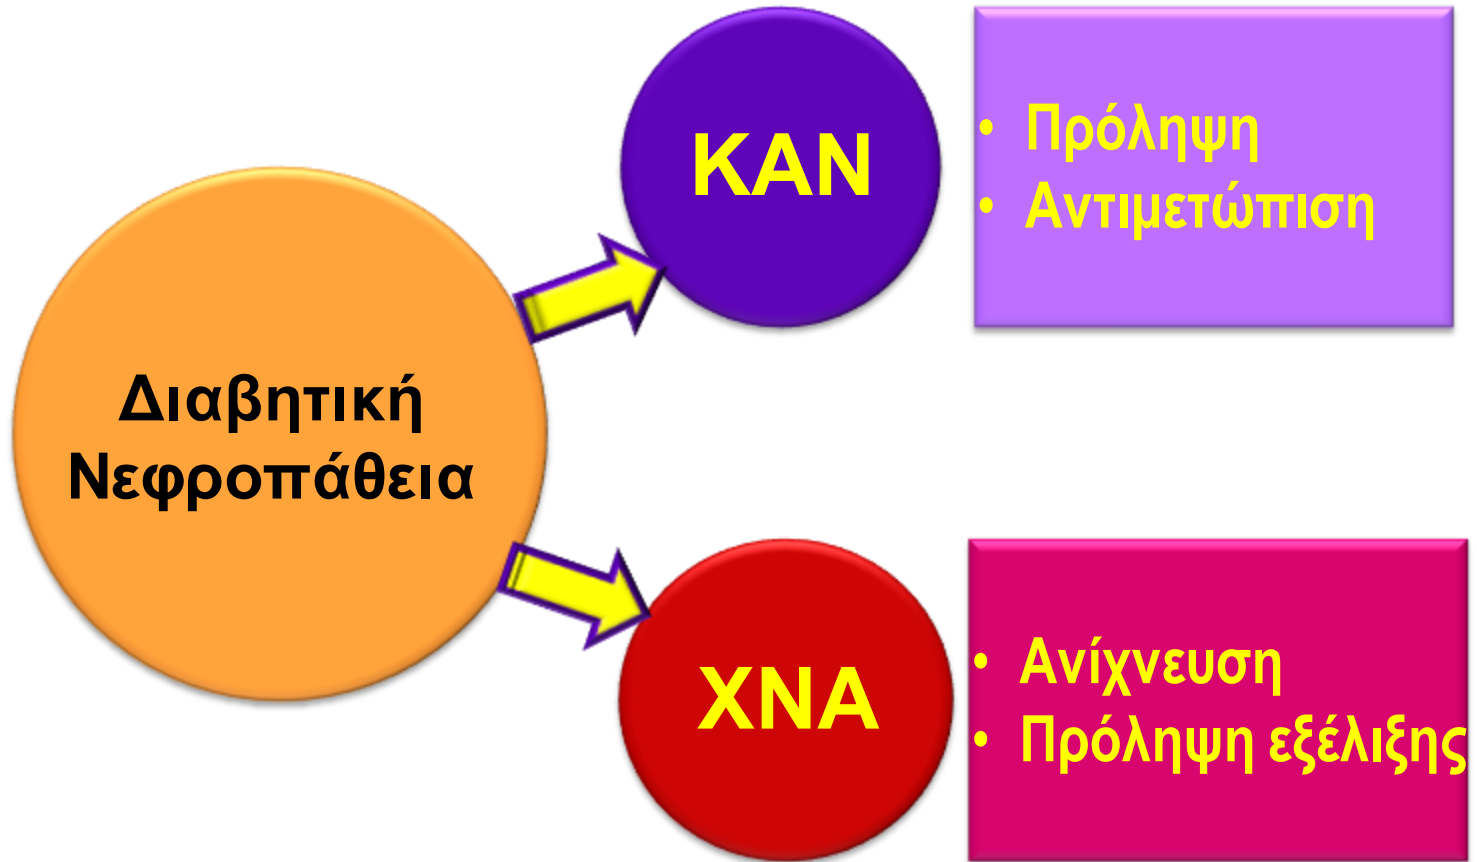 Διαβητική
Νεφροπάθεια
ΚΑΝ
• Πρόληψη
• Αντιμετώπιση
ΧΝΑ
• Ανίχνευση
• Πρόληψη εξέλιξης